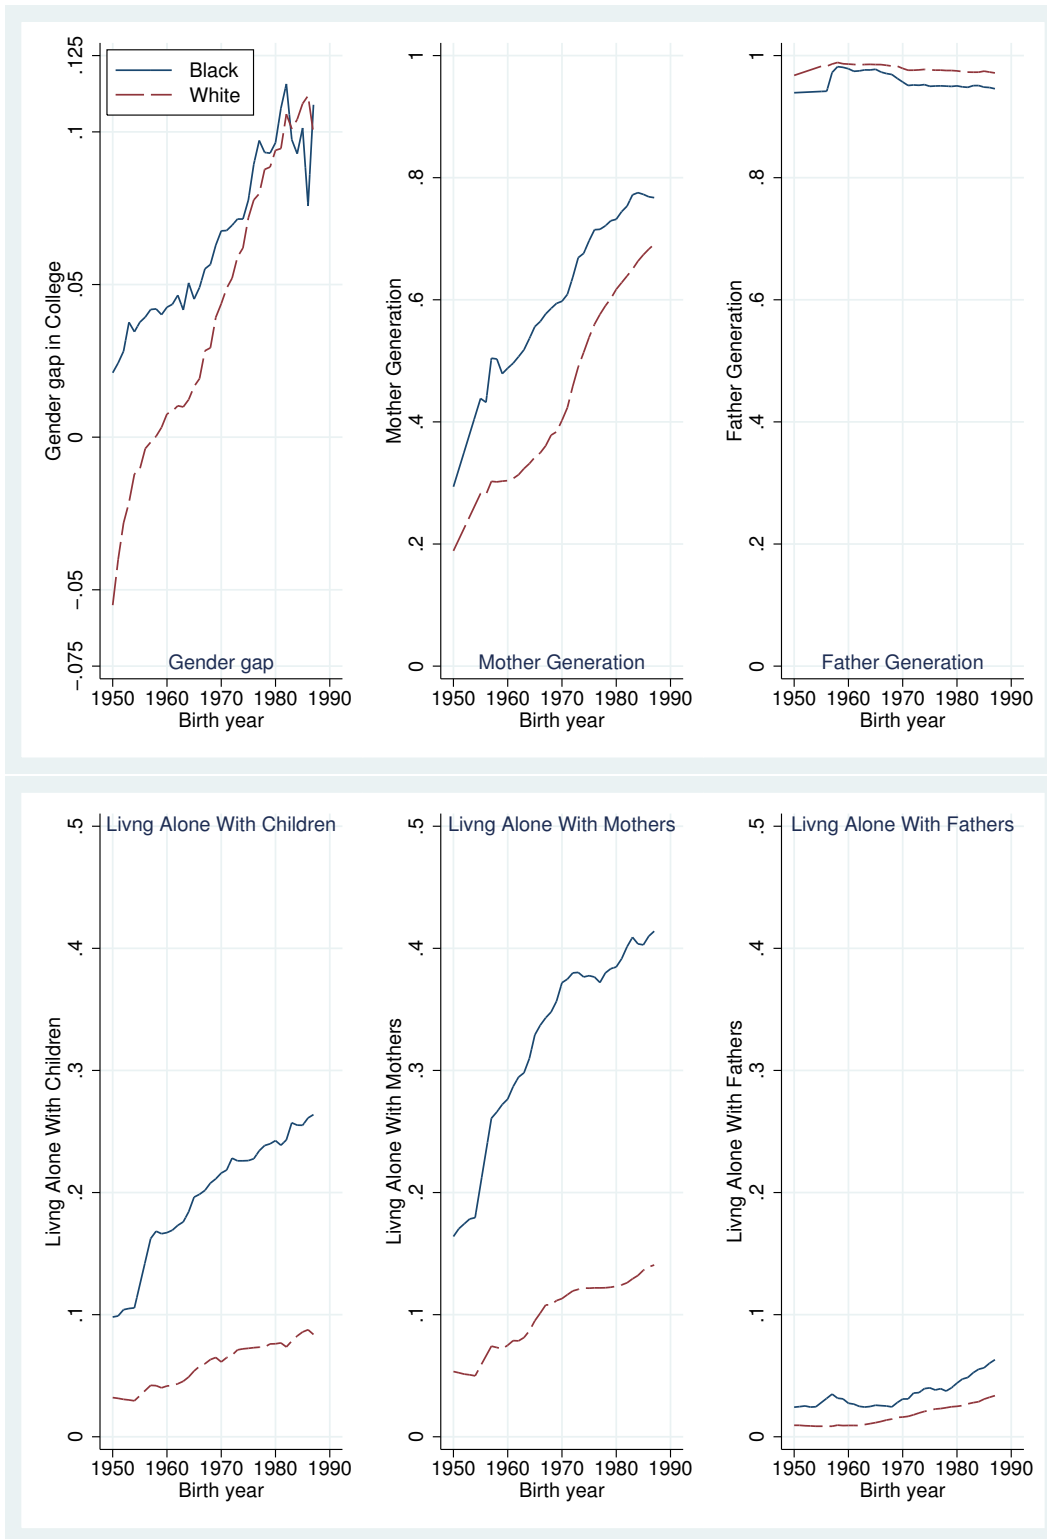 Black
White
Gender gap in College
.125
.1
.05
0
−.05
−.075
Gender gap
1950 1960 1970 1980 1990
Birth year
Mother Generation
1
.8
.6
.4
.2
0
Mother Generation
1950 1960 1970 1980 1990
Birth year
Father Generation
1
.8
.6
.4
.2
0
Father Generation
1950 1960 1970 1980 1990
Birth year
Livng Alone With Children
Livng Alone With Children
.5
.4
.3
.2
.1
0
1950 1960 1970 1980 1990
Birth year
Livng Alone With Mothers
Livng Alone With Mothers
.5
.4
.3
.2
.1
0
1950 1960 1970 1980 1990
Birth year
Livng Alone With Fathers
Livng Alone With Fathers
.5
.4
.3
.2
.1
0
1950 1960 1970 1980 1990
Birth year